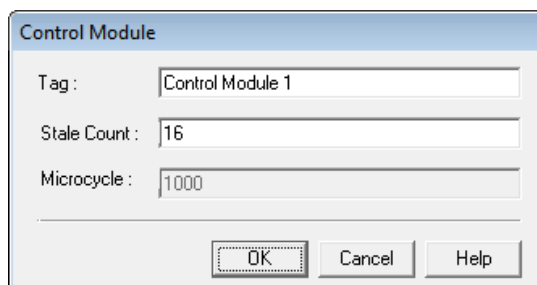 Control Module
Tag :
Control Module 1
Stale Count :
16
Microcycle :
1000
OK Cancel Help